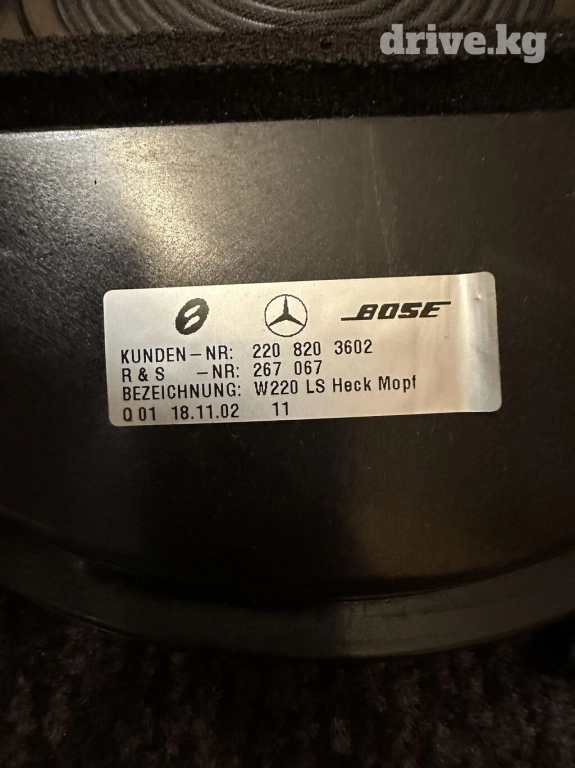 drive.kg
BOSE
KUNDEN-NR: 220 820 3602
R & S -NR: 267 067
BEZEICHNUNG: W220 LS Heck Mopf
Q 01 18.11.02 11